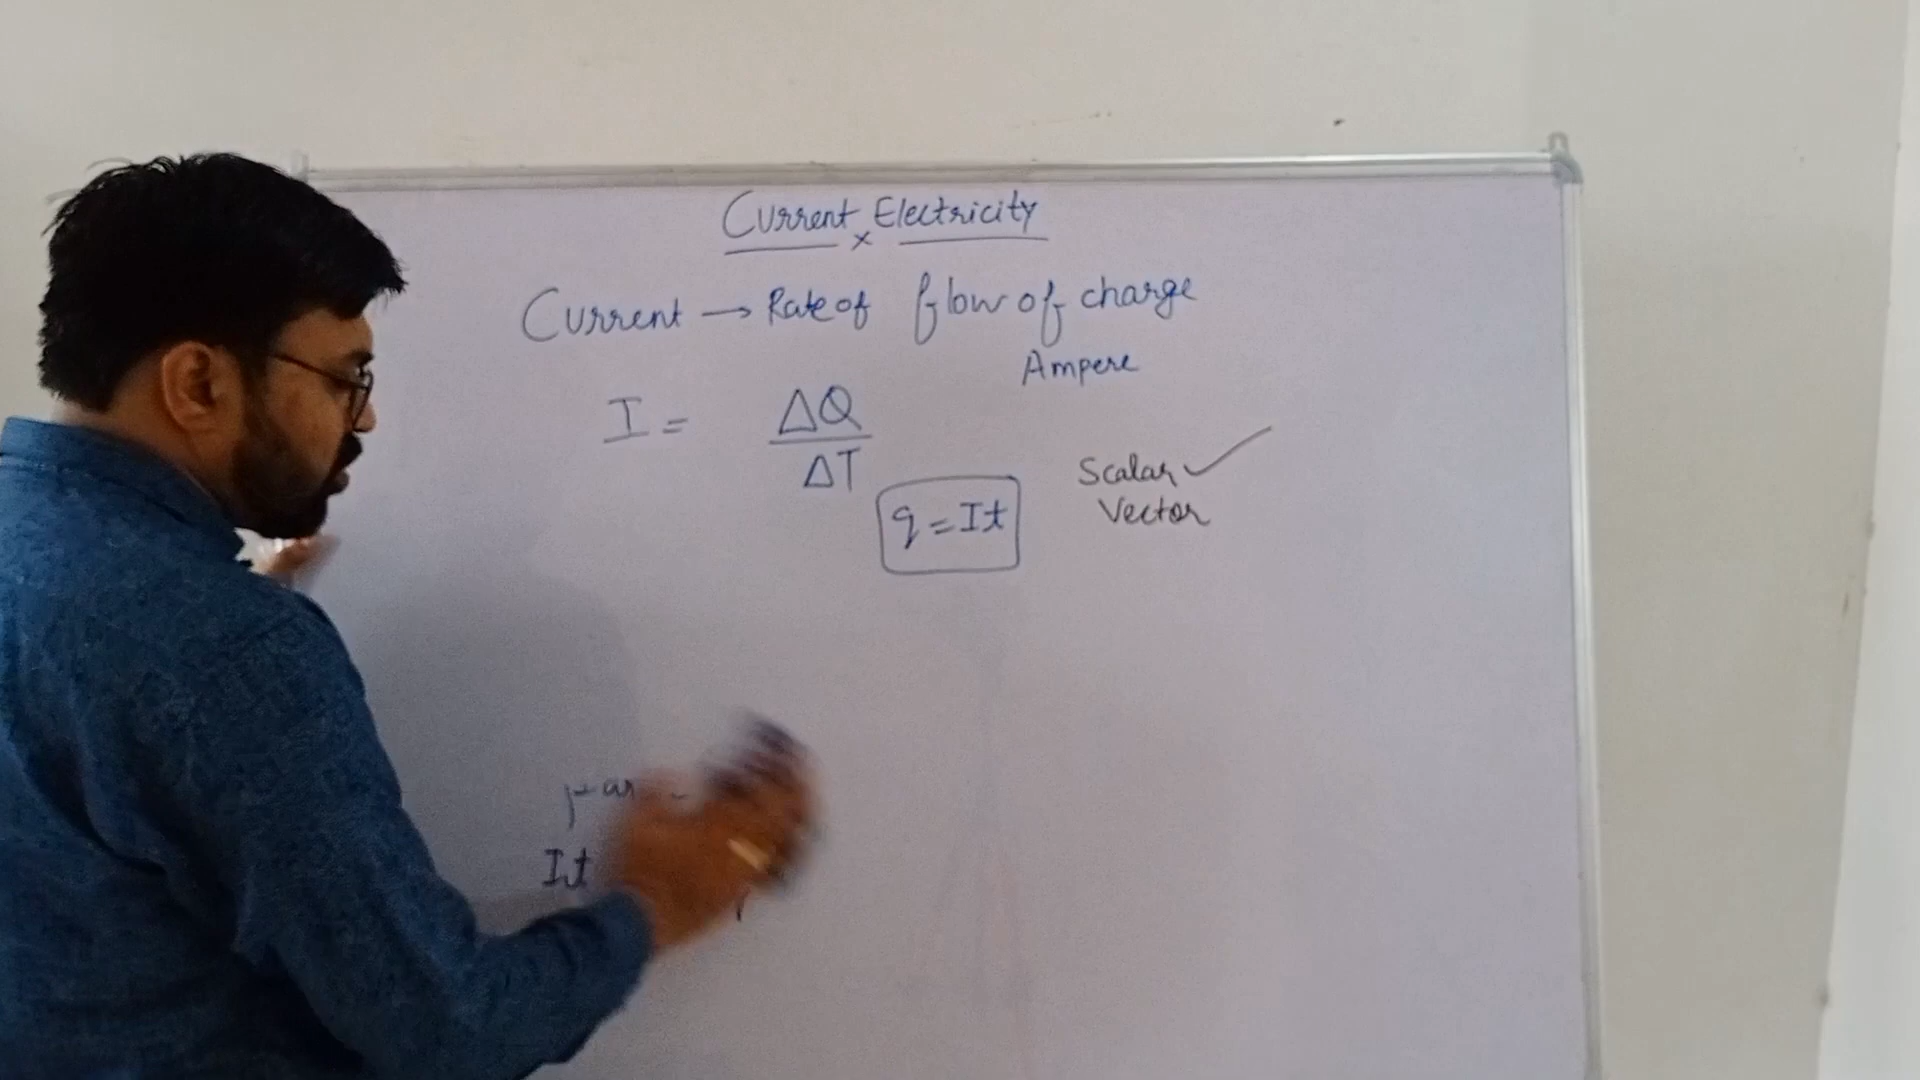 Current Electricity
x
Current → Rate of flow of charge
Ampere
I = ΔQ / ΔT
Scalar ✓
q = It
Vector
It